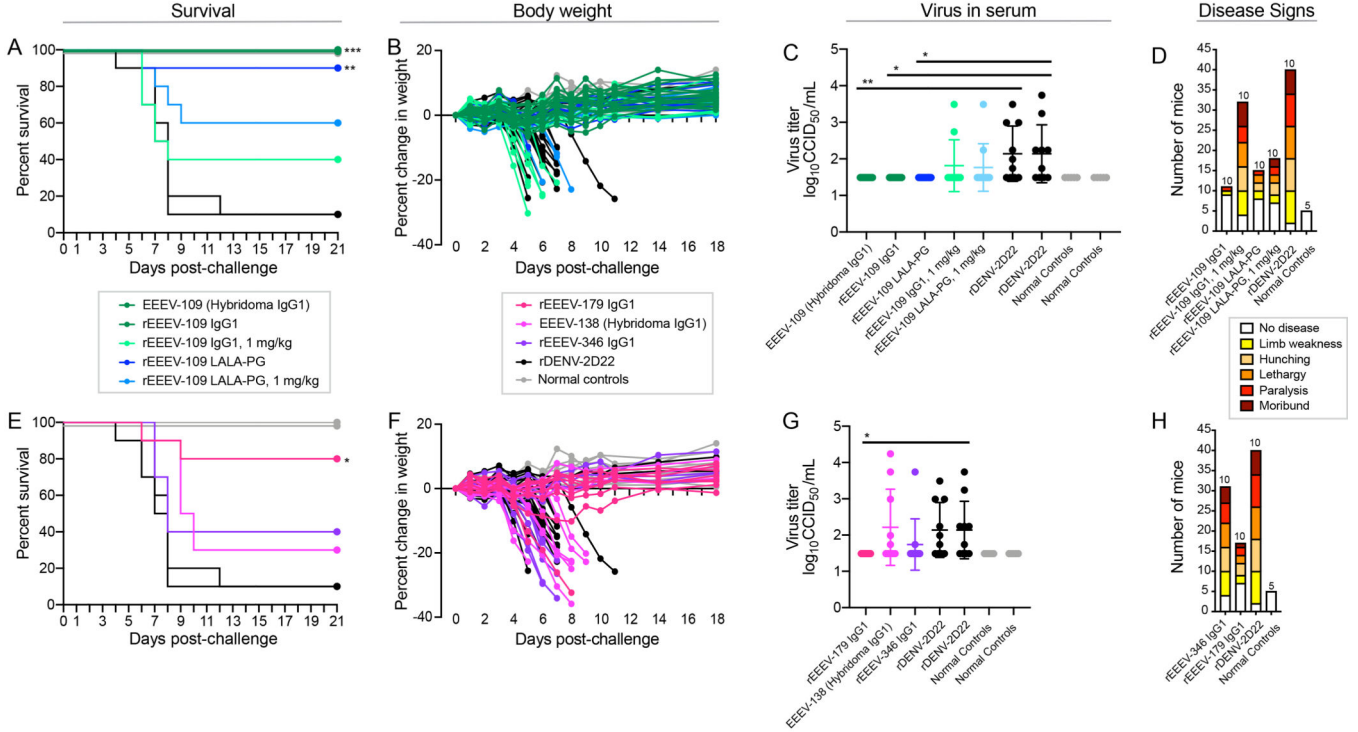 Survival
Body weight
Virus in serum
Disease Signs
A
Percent survival
100
80
60
40
20
0
***
**
0 1 3 5 7 9 11 13 15 17 19 21
Days post-challenge
B
Percent change in weight
20
0
-20
-40
0 2 4 5 6 8 10 12 14 16 18
Days post-challenge
C
Virus titer
log10CCID50/mL
5
4
3
2
1
0
*
*
**
EEEV-109 (Hybridoma IgG1)
rEEEV-109 IgG1
rEEEV-109 LALA-PG
rEEEV-109 IgG1, 1 mg/kg
rEEEV-109 LALA-PG, 1 mg/kg
rDENV-2D22
rDENV-2D22
Normal Controls
Normal Controls
D
Number of mice
45
40
35
30
25
20
15
10
10
5
0
10
10
10
10
10
5
rEEEV-109 IgG1
rEEEV-109 IgG1, 1 mg/kg
rEEEV-109 LALA-PG
rEEEV-109 LALA-PG, 1 mg/kg
rDENV-2D22
Normal Controls
EEEV-109 (Hybridoma IgG1)
rEEEV-109 IgG1
rEEEV-109 IgG1, 1 mg/kg
rEEEV-109 LALA-PG
rEEEV-109 LALA-PG, 1 mg/kg
rEEEV-179 IgG1
EEEV-138 (Hybridoma IgG1)
rEEEV-346 IgG1
rDENV-2D22
Normal controls
No disease
Limb weakness
Hunching
Lethargy
Paralysis
Moribund
E
Percent survival
100
80
60
40
20
0
*
0 1 3 5 7 9 11 13 15 17 19 21
Days post-challenge
F
Percent change in weight
20
0
-20
-40
0 2 4 6 8 10 12 14 16 18
Days post-challenge
G
Virus titer
log10CCID50/mL
5
4
3
2
1
0
*
rEEEV-179 IgG1
EEEV-138 (Hybridoma IgG1)
rEEEV-346 IgG1
rDENV-2D22
rDENV-2D22
Normal Controls
Normal Controls
H
Number of mice
45
40
35
30
25
20
15
10
5
0
10
10
10
5
rEEEV-346 IgG1
rEEEV-179 IgG1
rDENV-2D22
Normal Controls